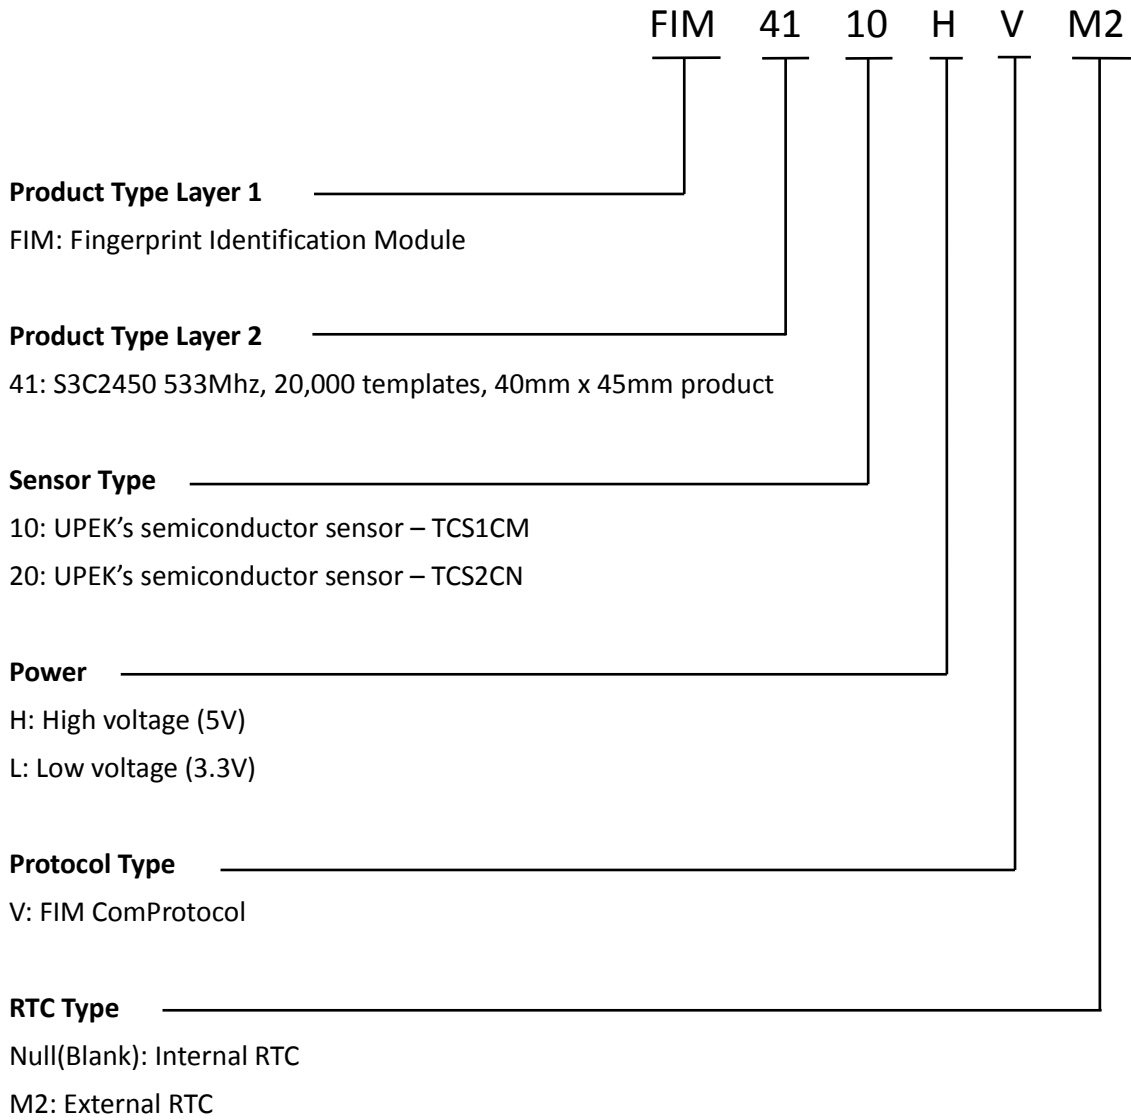 FIM 41 10 H V M2
Product Type Layer 1
FIM: Fingerprint Identification Module
Product Type Layer 2
41: S3C2450 533Mhz, 20,000 templates, 40mm x 45mm product
Sensor Type
10: UPEK's semiconductor sensor – TCS1CM
20: UPEK's semiconductor sensor – TCS2CN
Power
H: High voltage (5V)
L: Low voltage (3.3V)
Protocol Type
V: FIM ComProtocol
RTC Type
Null(Blank): Internal RTC
M2: External RTC